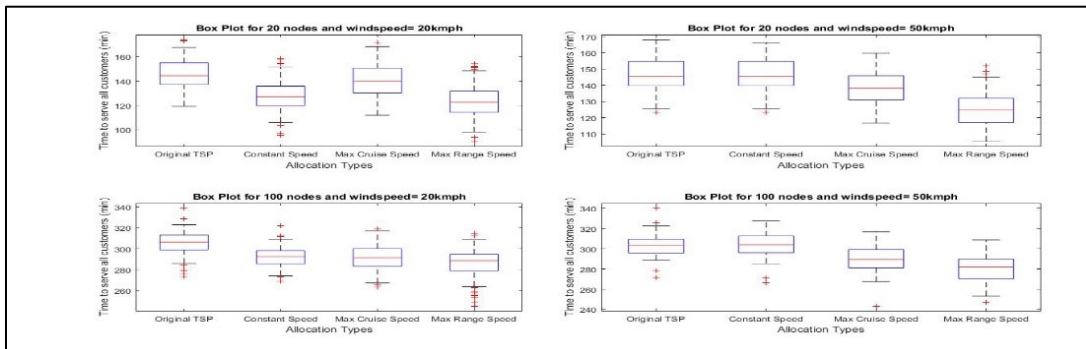 Box Plot for 20 nodes and windspeed= 20kmph
Time to serve all customers (min)
160
140
120
100
Original TSP Constant Speed Max Cruise Speed Max Range Speed
Allocation Types
Box Plot for 20 nodes and windspeed= 50kmph
Time to serve all customers (min)
170
160
150
140
130
120
110
Original TSP Constant Speed Max Cruise Speed Max Range Speed
Allocation Types
Box Plot for 100 nodes and windspeed= 20kmph
Time to serve all customers (min)
340
320
300
280
260
Original TSP Constant Speed Max Cruise Speed Max Range Speed
Allocation Types
Box Plot for 100 nodes and windspeed= 50kmph
Time to serve all customers (min)
340
320
300
280
260
240
Original TSP Constant Speed Max Cruise Speed Max Range Speed
Allocation Types